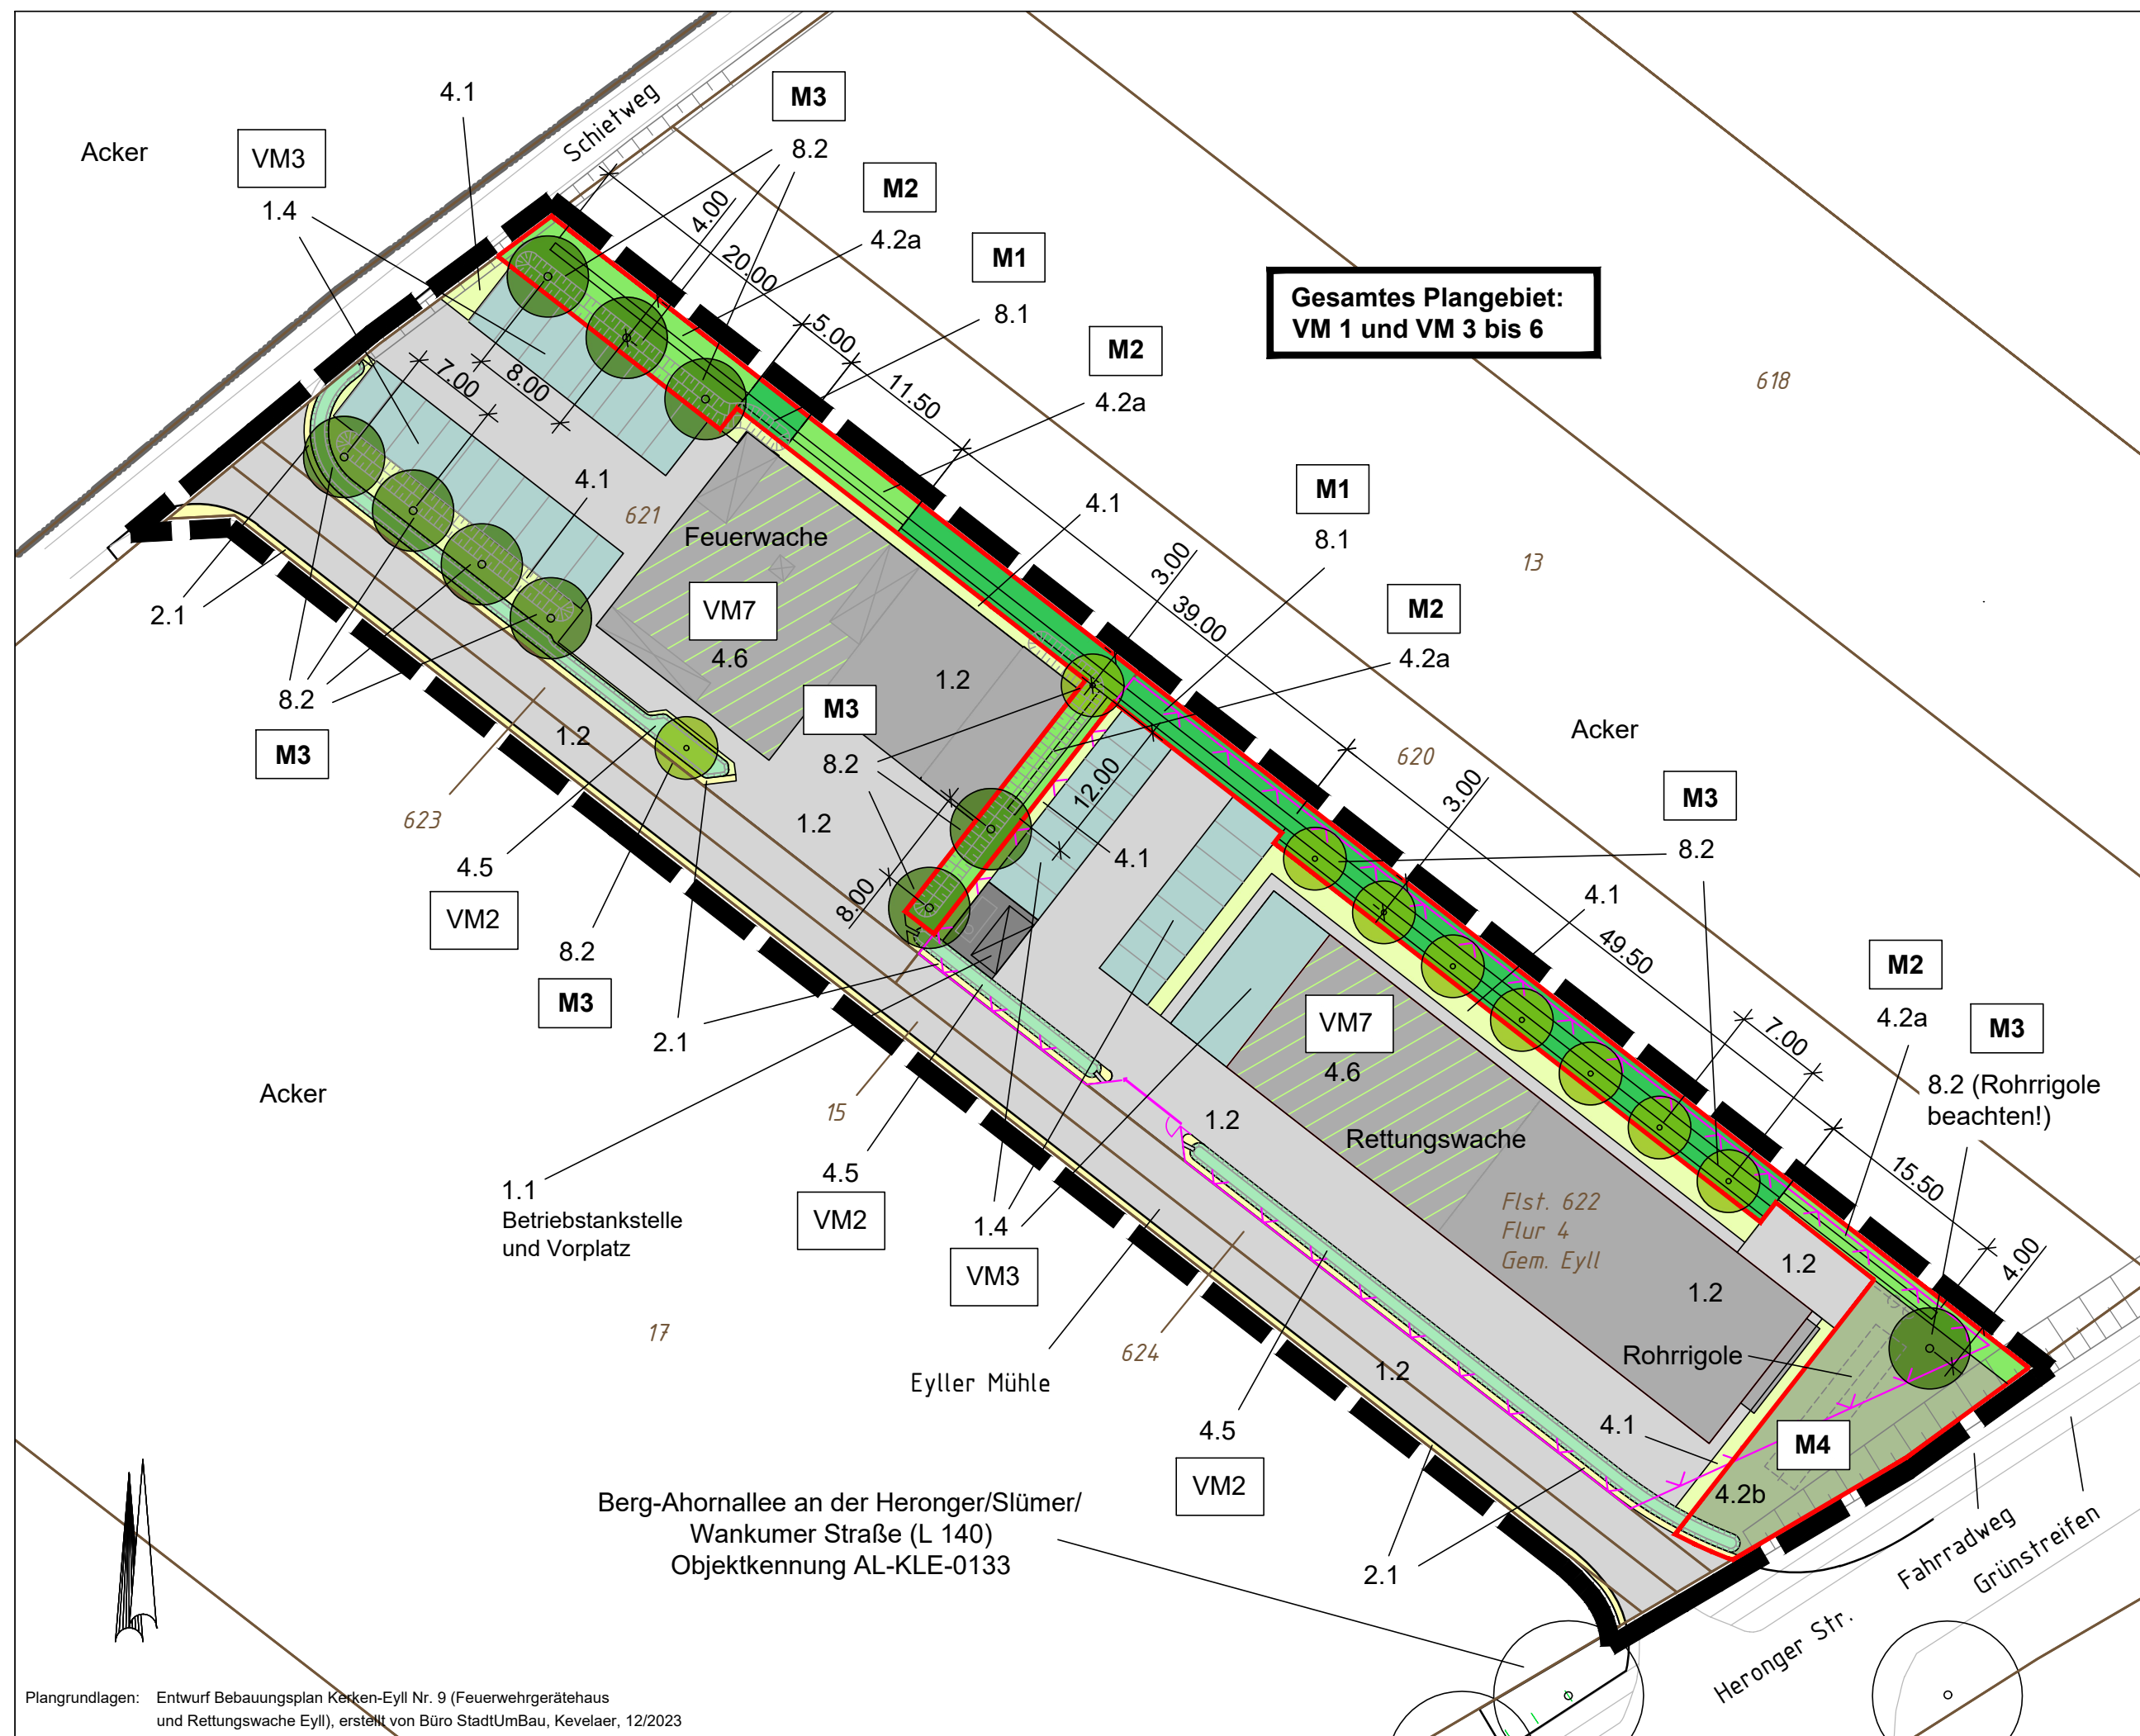 4.1
M3
Schietweg
8.2
Acker
VM3
M2
1.4
4.00
4.2a
20.00
M1
8.1
Gesamtes Plangebiet:
VM 1 und VM 3 bis 6
5.00
M2
4.2a
618
11.50
7.00
8.00
4.1
621
Feuerwache
M1
8.1
4.1
13
3.00
39.00
VM7
4.6
M2
4.2a
2.1
8.2
M3
1.2
1.2
M3
8.2
Acker
620
623
1.2
12.00
3.00
M3
8.2
4.5
VM2
4.1
8.00
4.1
8.2
M3
49.50
M2
4.2a
M3
2.1
VM7
4.6
7.00
8.2 (Rohrrigole
beachten!)
Acker
15
1.2
Rettungswache
4.5
VM2
15.50
1.1
Betriebstankstelle
und Vorplatz
1.4
VM3
Flst. 622
Flur 4
Gem. Eyll
1.2
1.2
4.00
17
624
Rohrrigole
Eyller Mühle
1.2
4.5
VM2
4.1
M4
4.2b
Berg-Ahornallee an der Heronger/Slümer/
Wankumer Straße (L 140)
Objektkennung AL-KLE-0133
2.1
Fahrradweg
Grünstreifen
Heronger Str.
Plangrundlagen: Entwurf Bebauungsplan Kerken-Eyll Nr. 9 (Feuerwehrgerätehaus
und Rettungswache Eyll), erstellt von Büro StadtUmBau, Kevelaer, 12/2023